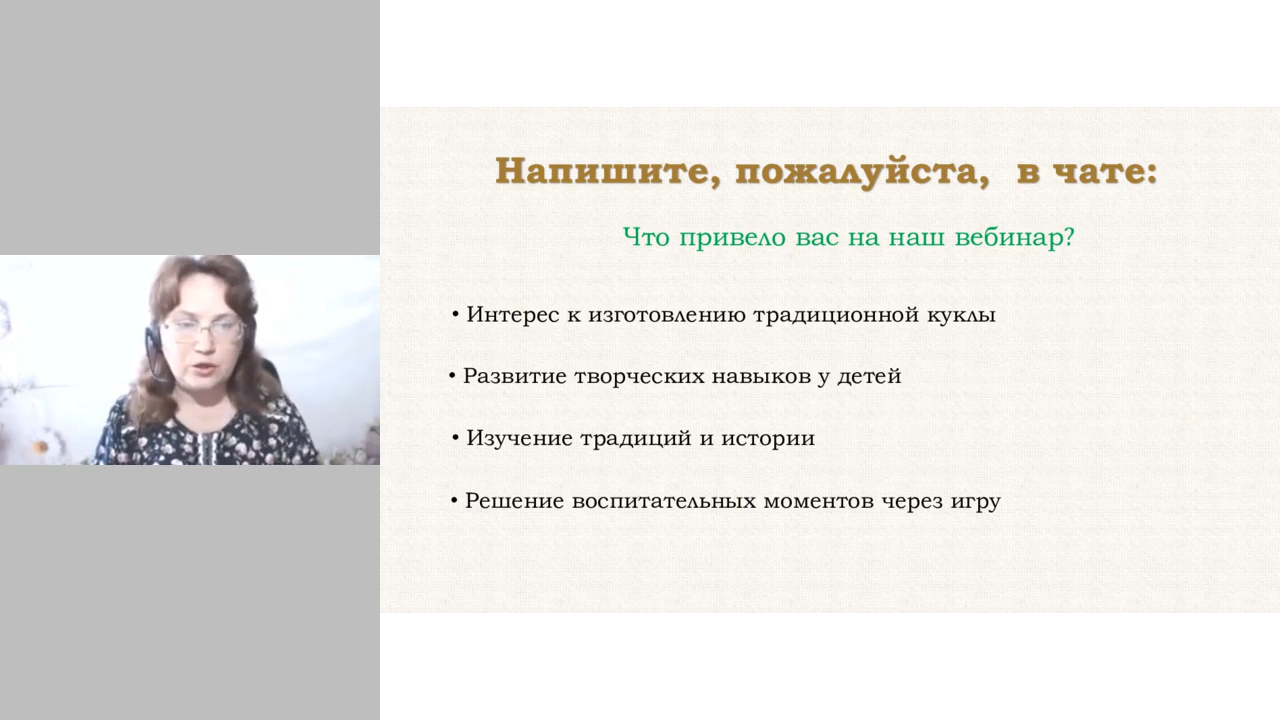 Напишите, пожалуйста, в чате:
Что привело вас на наш вебинар?
• Интерес к изготовлению традиционной куклы
• Развитие творческих навыков у детей
• Изучение традиций и истории
• Решение воспитательных моментов через игру